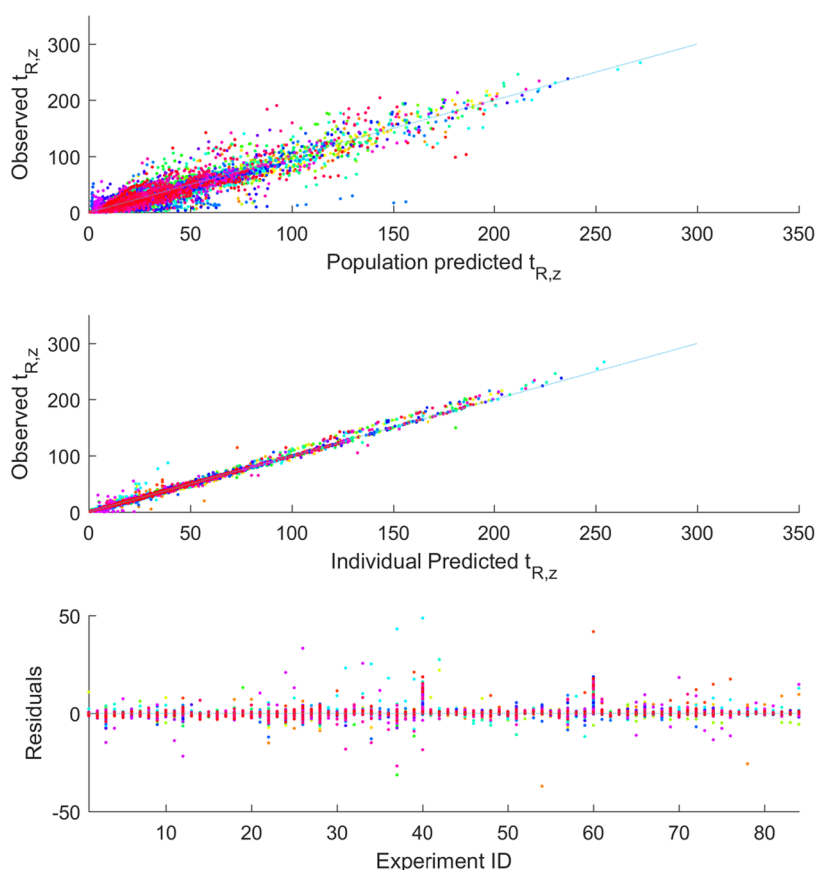 300
200
100
0
Observed t_R,z
0 50 100 150 200 250 300 350
Population predicted t_R,z
300
200
100
0
Observed t_R,z
0 50 100 150 200 250 300 350
Individual Predicted t_R,z
50
0
-50
Residuals
10 20 30 40 50 60 70 80
Experiment ID